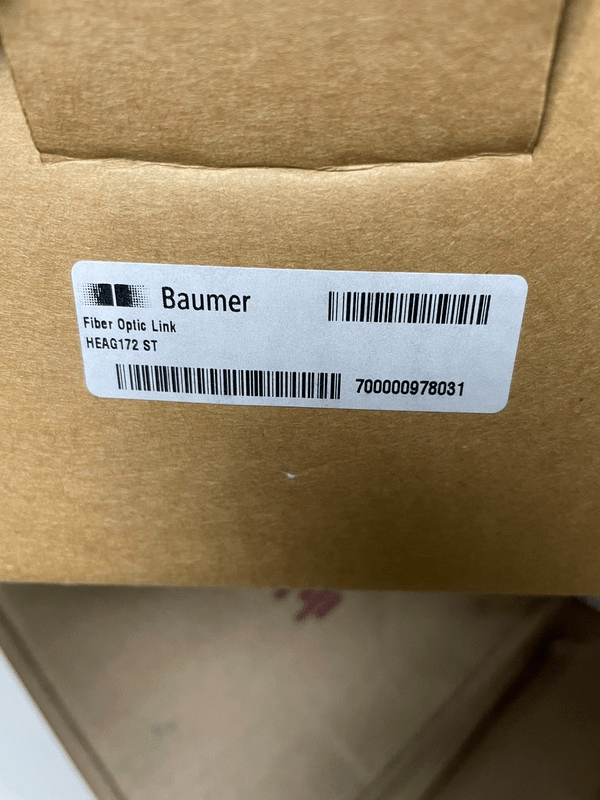 Baumer
Fiber Optic Link
HEAG172 ST
700000978031